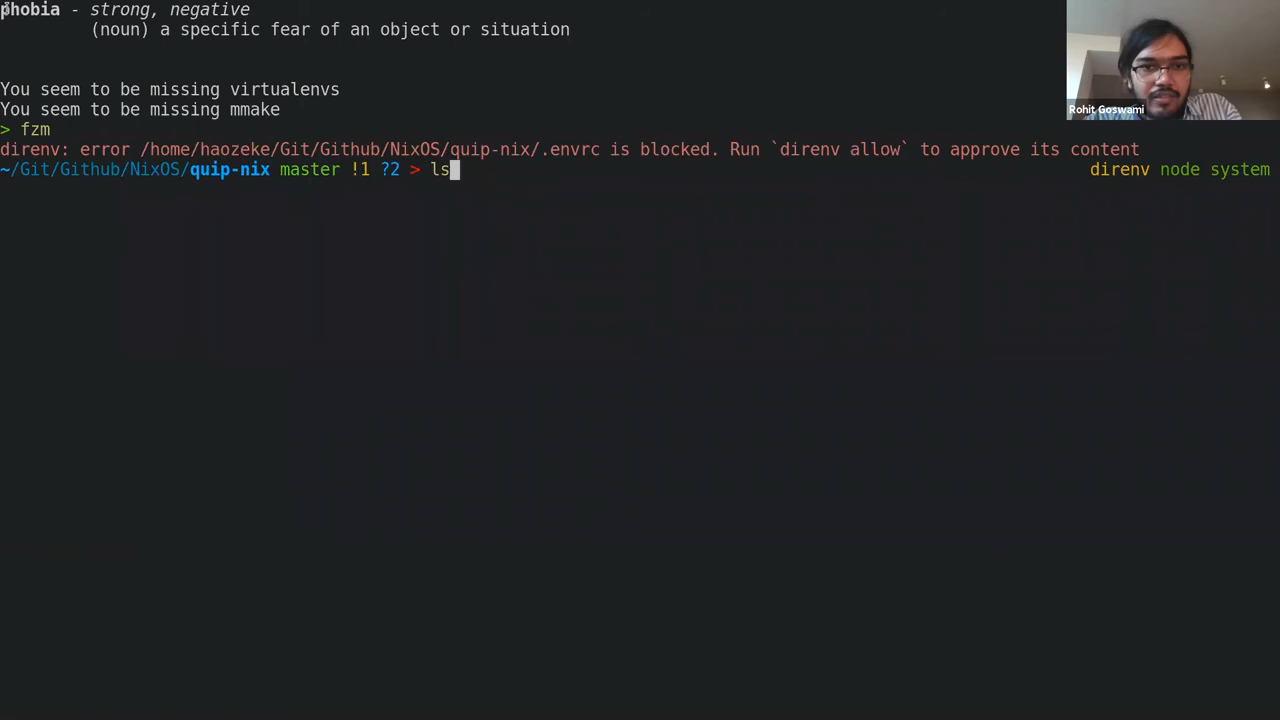 phobia - strong, negative
(noun) a specific fear of an object or situation
You seem to be missing virtualenvs
You seem to be missing mmake
> fzm
direnv: error /home/haozeke/Git/Github/NixOS/quip-nix/.envrc is blocked. Run `direnv allow` to approve its content
~/Git/Github/NixOS/quip-nix master !1 ?2 > ls direnv node system
Rohit Goswami